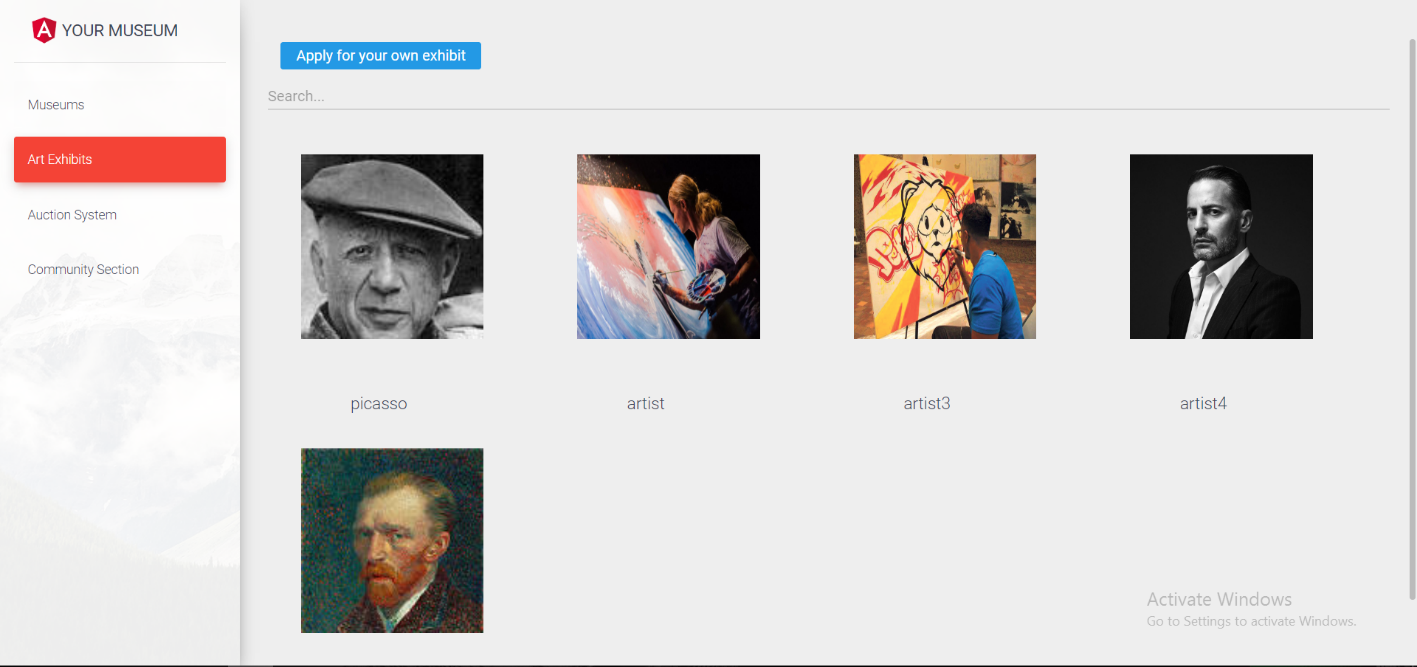 YOUR MUSEUM
Museums
Art Exhibits
Auction System
Community Section
Apply for your own exhibit
Search...
picasso
artist
artist3
artist4
Activate Windows
Go to Settings to activate Windows.